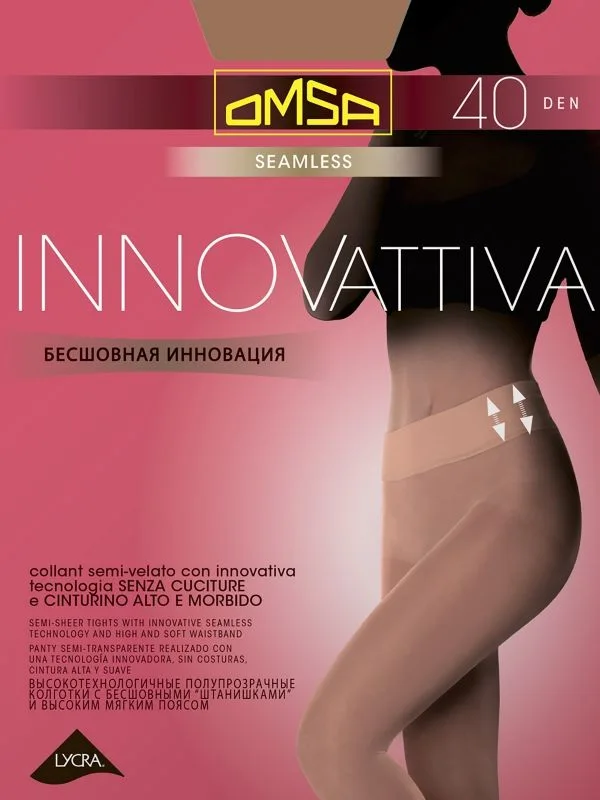 OMSA
40 DEN
SEAMLESS
INNOVATTIVA
БЕСШОВНАЯ ИННОВАЦИЯ
collant semi-velato con innovativa
tecnologia SENZA CUCITURE
e CINTURINO ALTO E MORBIDO
SEMI-SHEER TIGHTS WITH INNOVATIVE SEAMLESS
TECHNOLOGY AND HIGH AND SOFT WAISTBAND
PANTY SEMI-TRANSPARENTE REALIZADO CON
UNA TECNOLOGÍA INNOVADORA, SIN COSTURAS,
CINTURA ALTA Y SUAVE
ВЫСОКОТЕХНОЛОГИЧНЫЕ ПОЛУПРОЗРАЧНЫЕ
КОЛГОТКИ С БЕСШОВНЫМИ "ШТАНИШКАМИ"
И ВЫСОКИМ МЯГКИМ ПОЯСОМ
LYCRA®